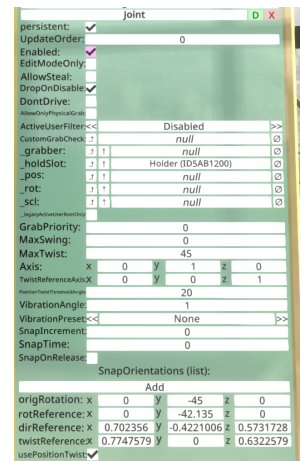 Joint D X
persistent:
UpdateOrder: 0
Enabled:
EditModeOnly:
AllowSteal:
DropOnDisable:
DontDrive:
AllowOnlyPhysicalGrab:
ActiveUserFilter: << Disabled >>
CustomGrabCheck: ⤴ null ∅
_grabber: ⤴ ↑ null ∅
_holdSlot: ⤴ ↑ Holder (ID5AB1200) ∅
_pos: ⤴ ↑ null ∅
_rot: ⤴ ↑ null ∅
_scl: ⤴ ↑ null ∅
_legacyActiveUserRootOnly:
GrabPriority: 0
MaxSwing: 0
MaxTwist: 45
Axis: x 0 y 1 z 0
TwistReferenceAxis: x 0 y 0 z 1
PositionTwistThresholdAngle: 20
VibrationAngle: 1
VibrationPreset: << None >>
SnapIncrement: 0
SnapTime: 0
SnapOnRelease:
SnapOrientations (list):
Add
origRotation: x 0 y -45 z 0
rotReference: x 0 y -42.135 z 0
dirReference: x 0.702356 y -0.4221006 z 0.5731728
twistReference: x 0.7747579 y 0 z 0.6322579
usePositionTwist: